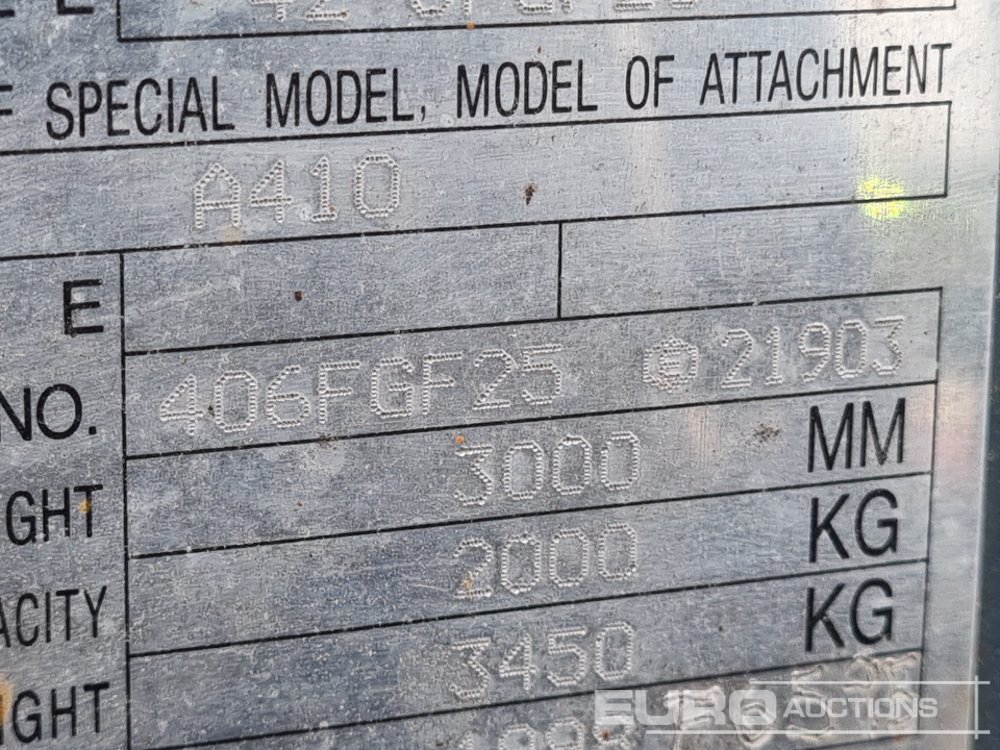 F SPECIAL MODEL, MODEL OF ATTACHMENT
A410
E
NO. 406FGF25 @ 21903
GHT 3000 MM
ACITY 2000 KG
IGHT 3450 KG
EURO AUCTIONS